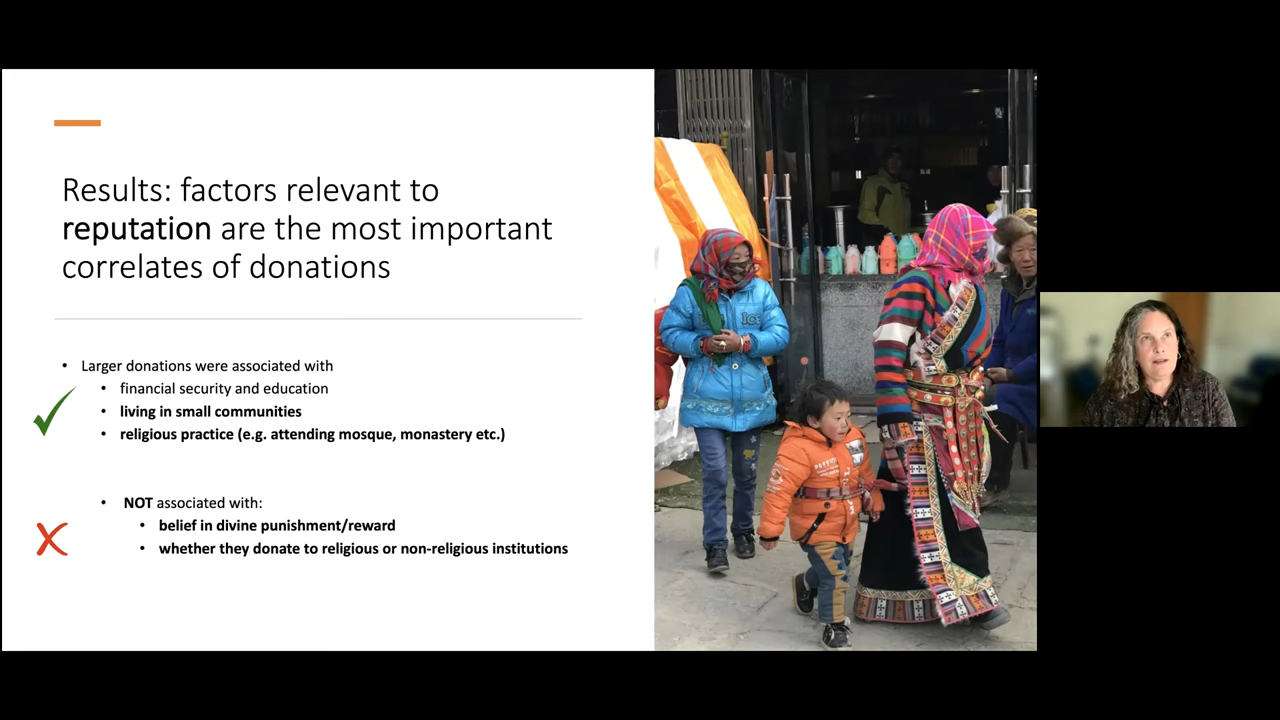 Results: factors relevant to
reputation are the most important
correlates of donations
• Larger donations were associated with
• financial security and education
• living in small communities
• religious practice (e.g. attending mosque, monastery etc.)
• NOT associated with:
• belief in divine punishment/reward
• whether they donate to religious or non-religious institutions